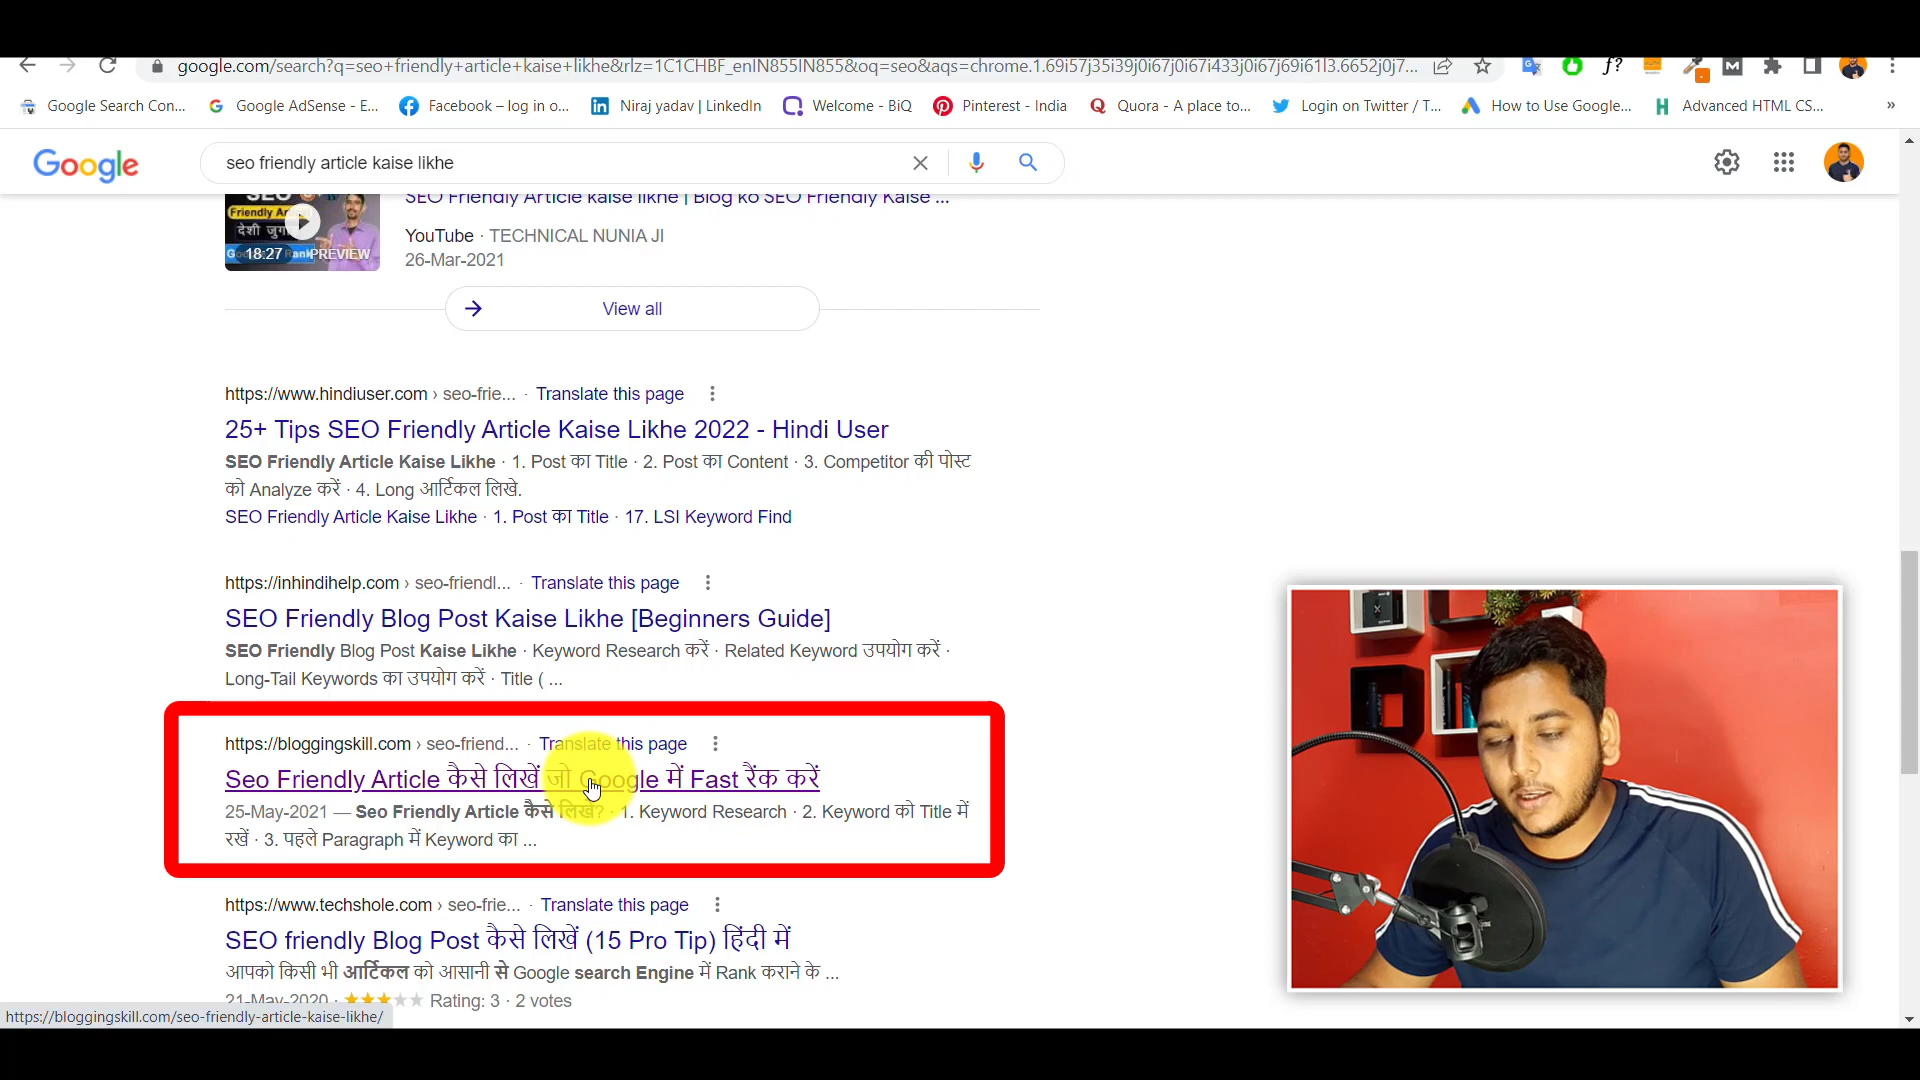 google.com/search?q=seo+friendly+article+kaise+likhe&rlz=1C1CHBF_enIN855IN855&oq=seo&aqs=chrome.1.69i57j35i39j0i67j0i67i433j0i67j69i61l3.6652j0j7...
Google Search Con... Google AdSense - E... Facebook – log in o... Niraj yadav | LinkedIn Welcome - BiQ Pinterest - India Quora - A place to... Login on Twitter / T... How to Use Google... Advanced HTML CS... »
Google
seo friendly article kaise likhe
SEO Friendly Article kaise likhe | Blog ko SEO Friendly Kaise ...
SEO
Friendly
देशी
YouTube · TECHNICAL NUNIA JI
18:27
PREVIEW
26-Mar-2021
View all
https://www.hindiuser.com › seo-frie... · Translate this page
25+ Tips SEO Friendly Article Kaise Likhe 2022 - Hindi User
SEO Friendly Article Kaise Likhe · 1. Post का Title · 2. Post का Content · 3. Competitor की पोस्ट
को Analyze करें · 4. Long आर्टिकल लिखे.
SEO Friendly Article Kaise Likhe · 1. Post का Title · 17. LSI Keyword Find
https://inhindihelp.com › seo-friendl... · Translate this page
SEO Friendly Blog Post Kaise Likhe [Beginners Guide]
SEO Friendly Blog Post Kaise Likhe · Keyword Research करें · Related Keyword उपयोग करें ·
Long-Tail Keywords का उपयोग करें · Title ( ...
https://bloggingskill.com › seo-friend... · Translate this page
Seo Friendly Article कैसे लिखें जो Google में Fast रैंक करें
25-May-2021 — Seo Friendly Article कैसे लिखें? · 1. Keyword Research · 2. Keyword को Title में
रखें · 3. पहले Paragraph में Keyword का ...
https://www.techshole.com › seo-frie... · Translate this page
SEO friendly Blog Post कैसे लिखें (15 Pro Tip) हिंदी में
आपको किसी भी आर्टिकल को आसानी से Google search Engine में Rank कराने के ...
21-May-2020 · Rating: 3 · 2 votes
https://bloggingskill.com/seo-friendly-article-kaise-likhe/